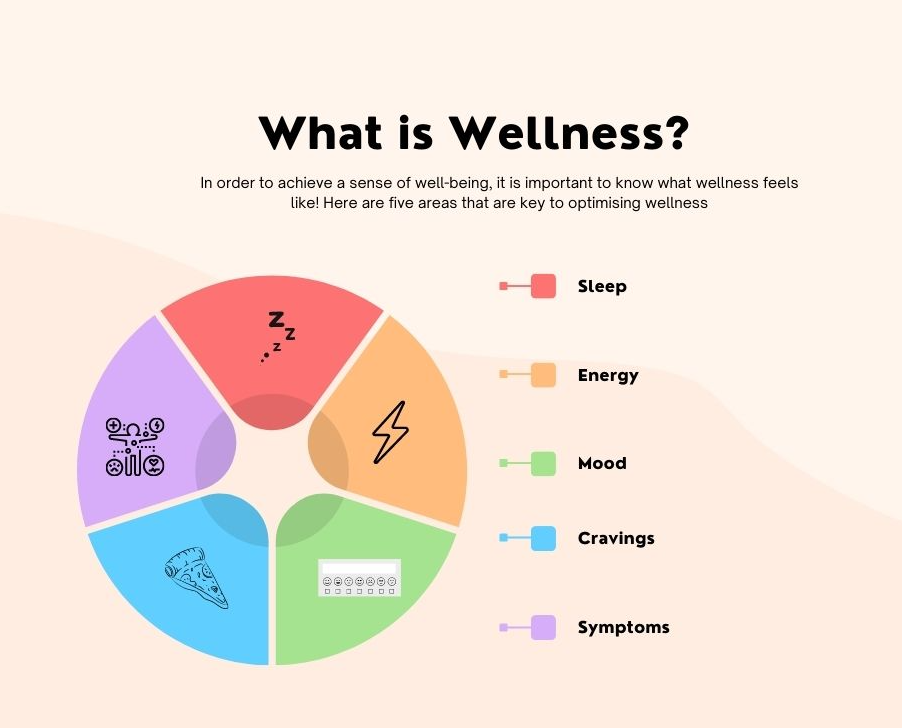 What is Wellness?
In order to achieve a sense of well-being, it is important to know what wellness feels
like! Here are five areas that are key to optimising wellness
z
z
z
Sleep
Energy
Mood
Cravings
Symptoms